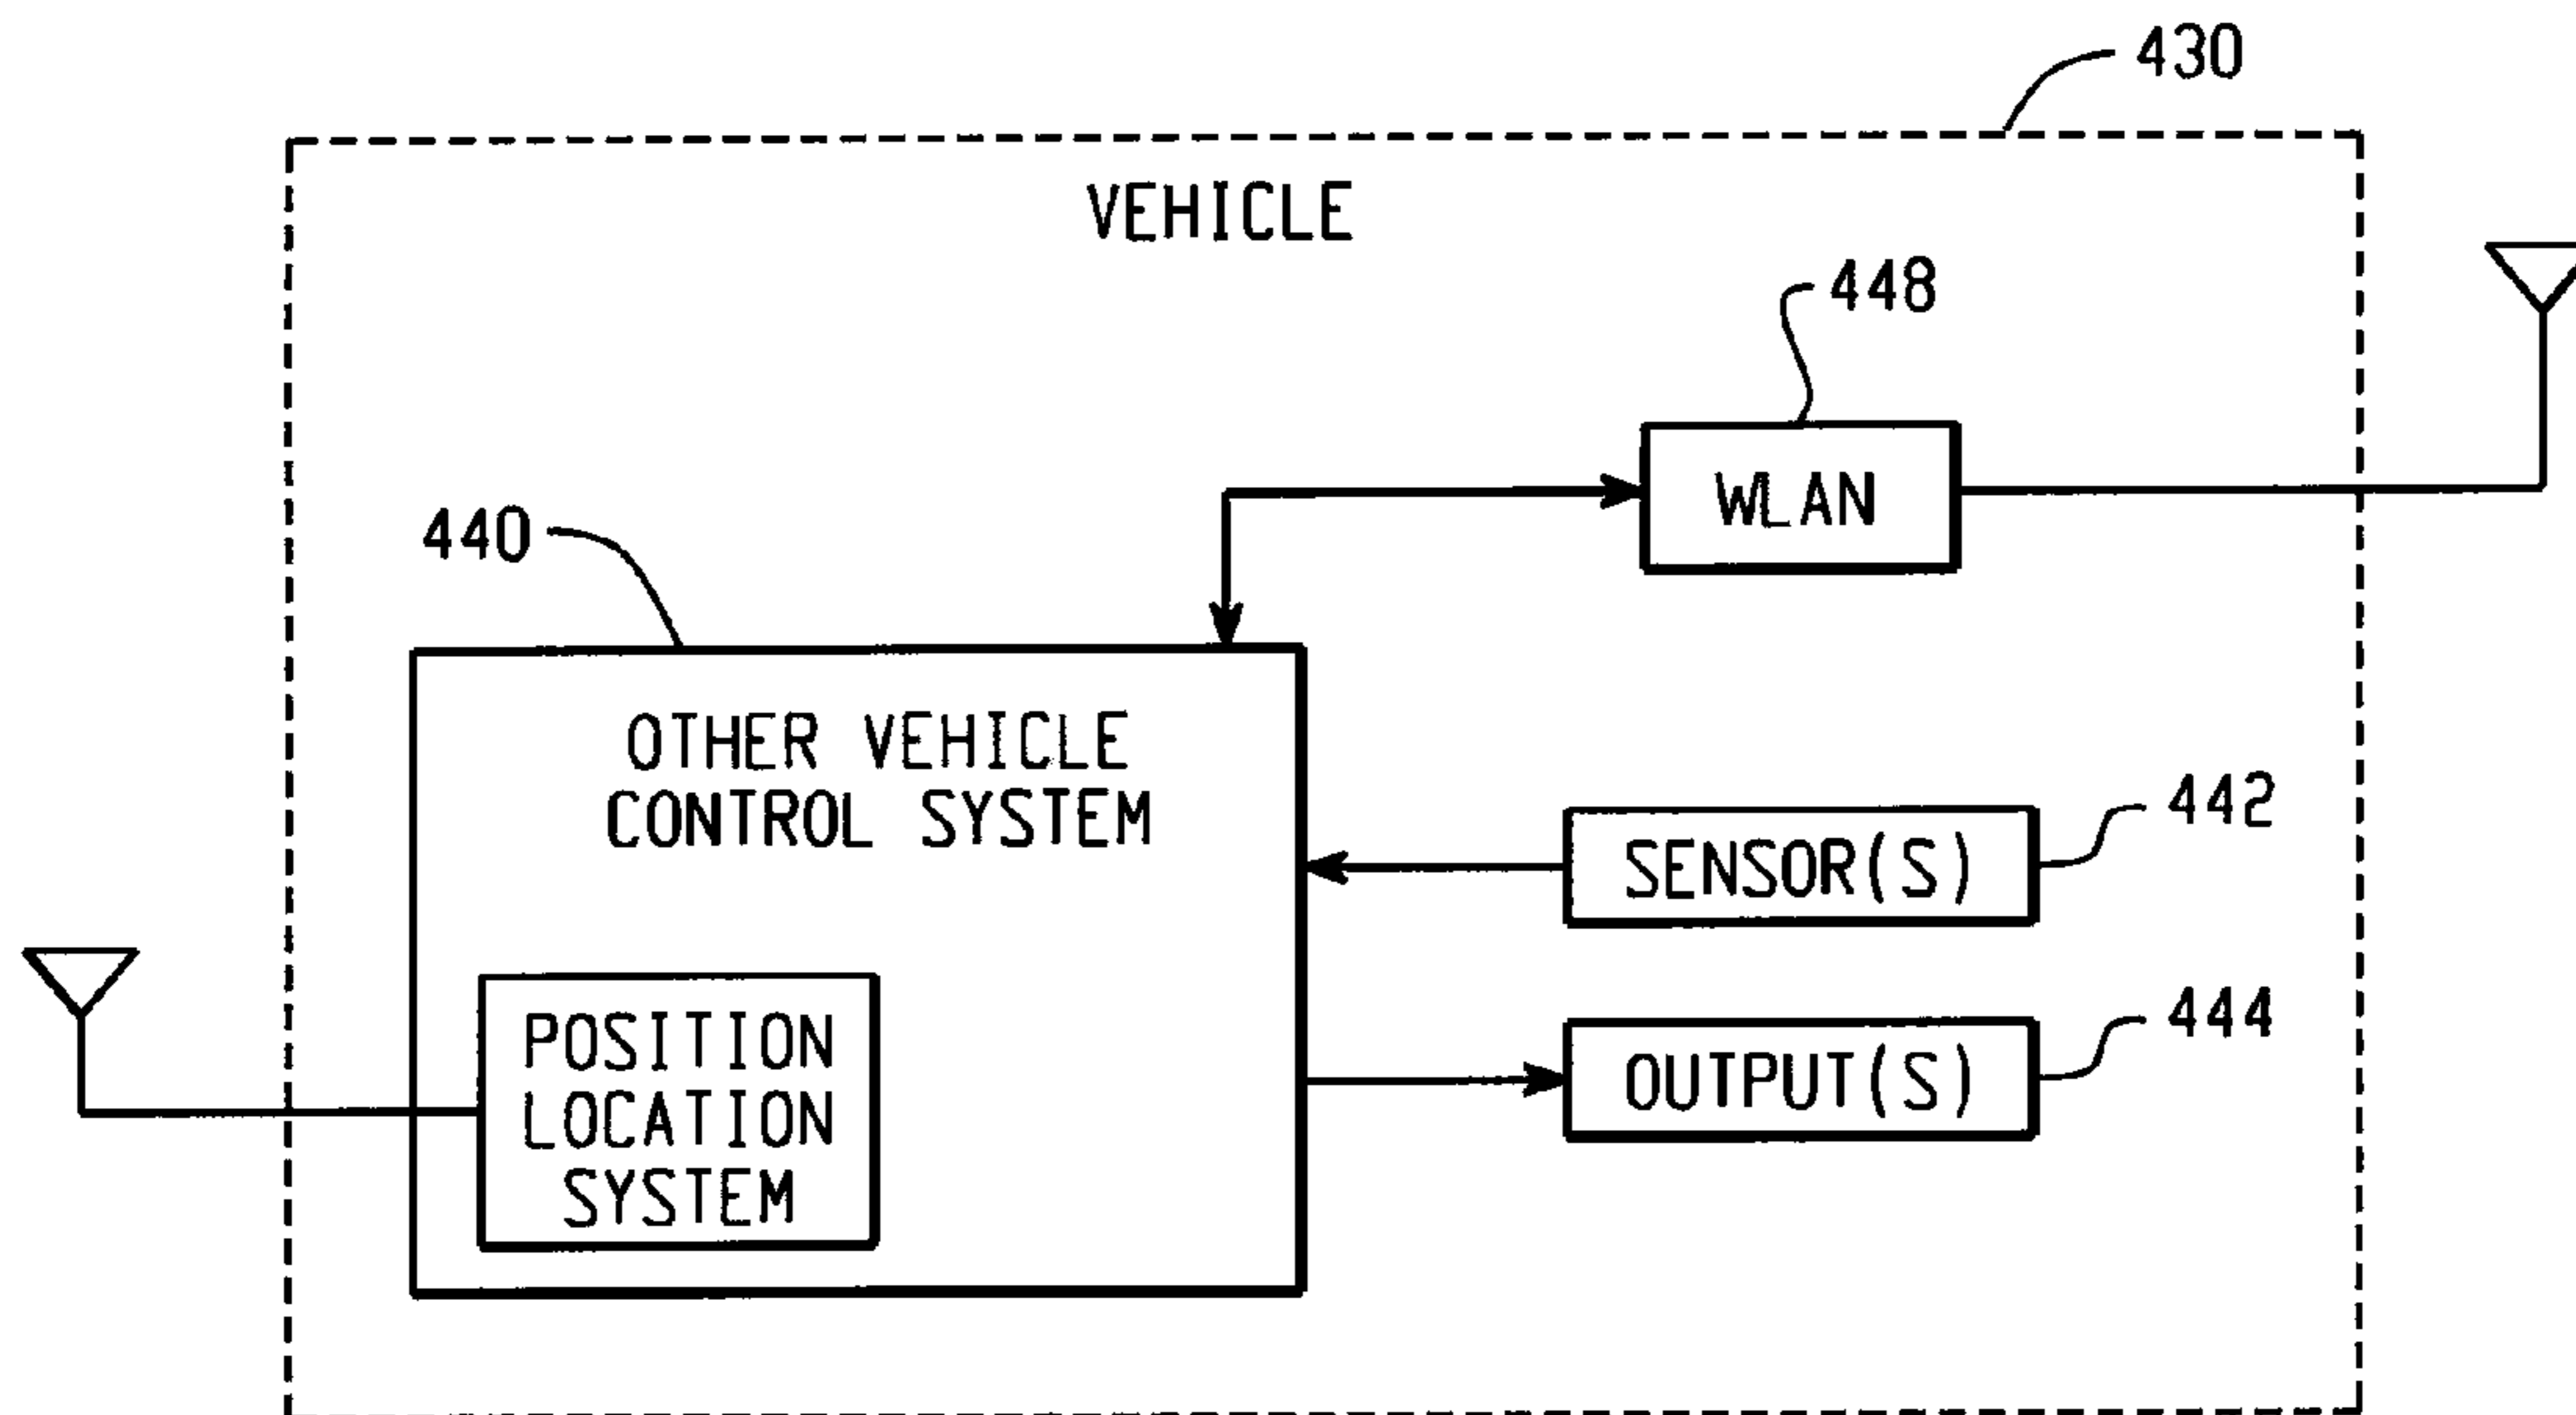 430
VEHICLE
448
WLAN
440
OTHER VEHICLE
CONTROL SYSTEM
442
SENSOR(S)
444
OUTPUT(S)
POSITION
LOCATION
SYSTEM